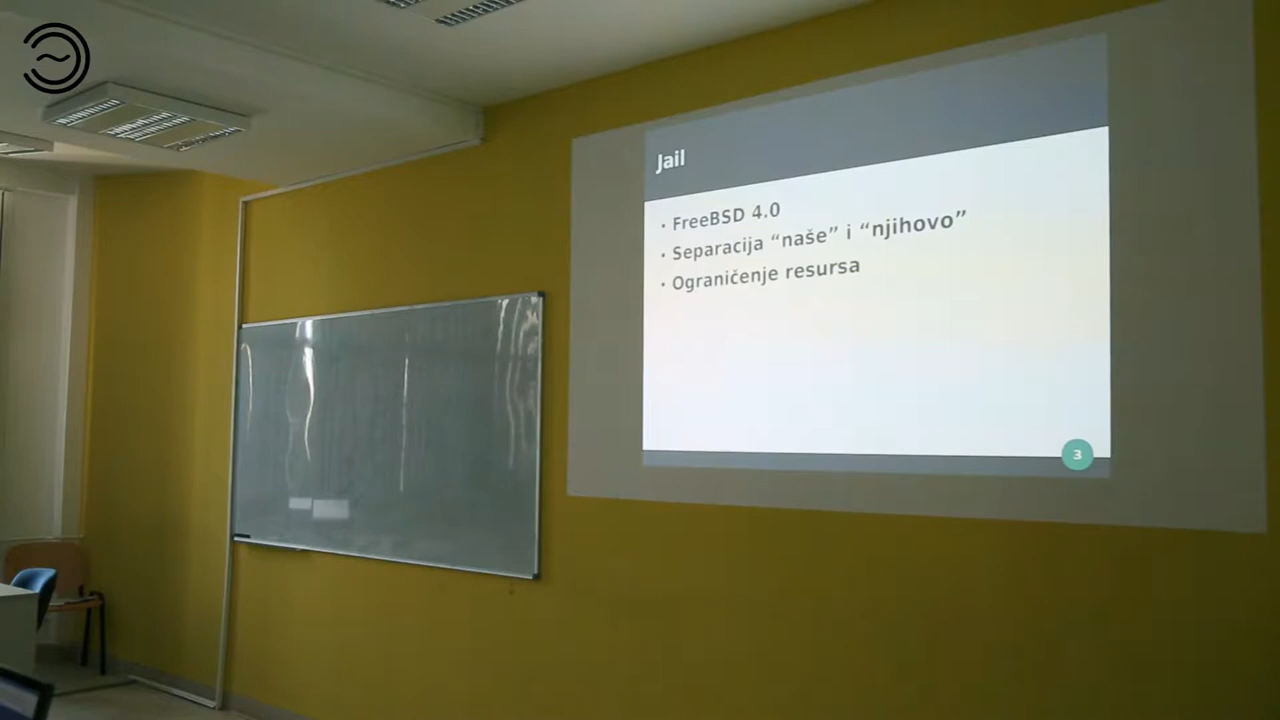 Jail
• FreeBSD 4.0
• Separacija “naše” i “njihovo”
• Ograničenje resursa
3